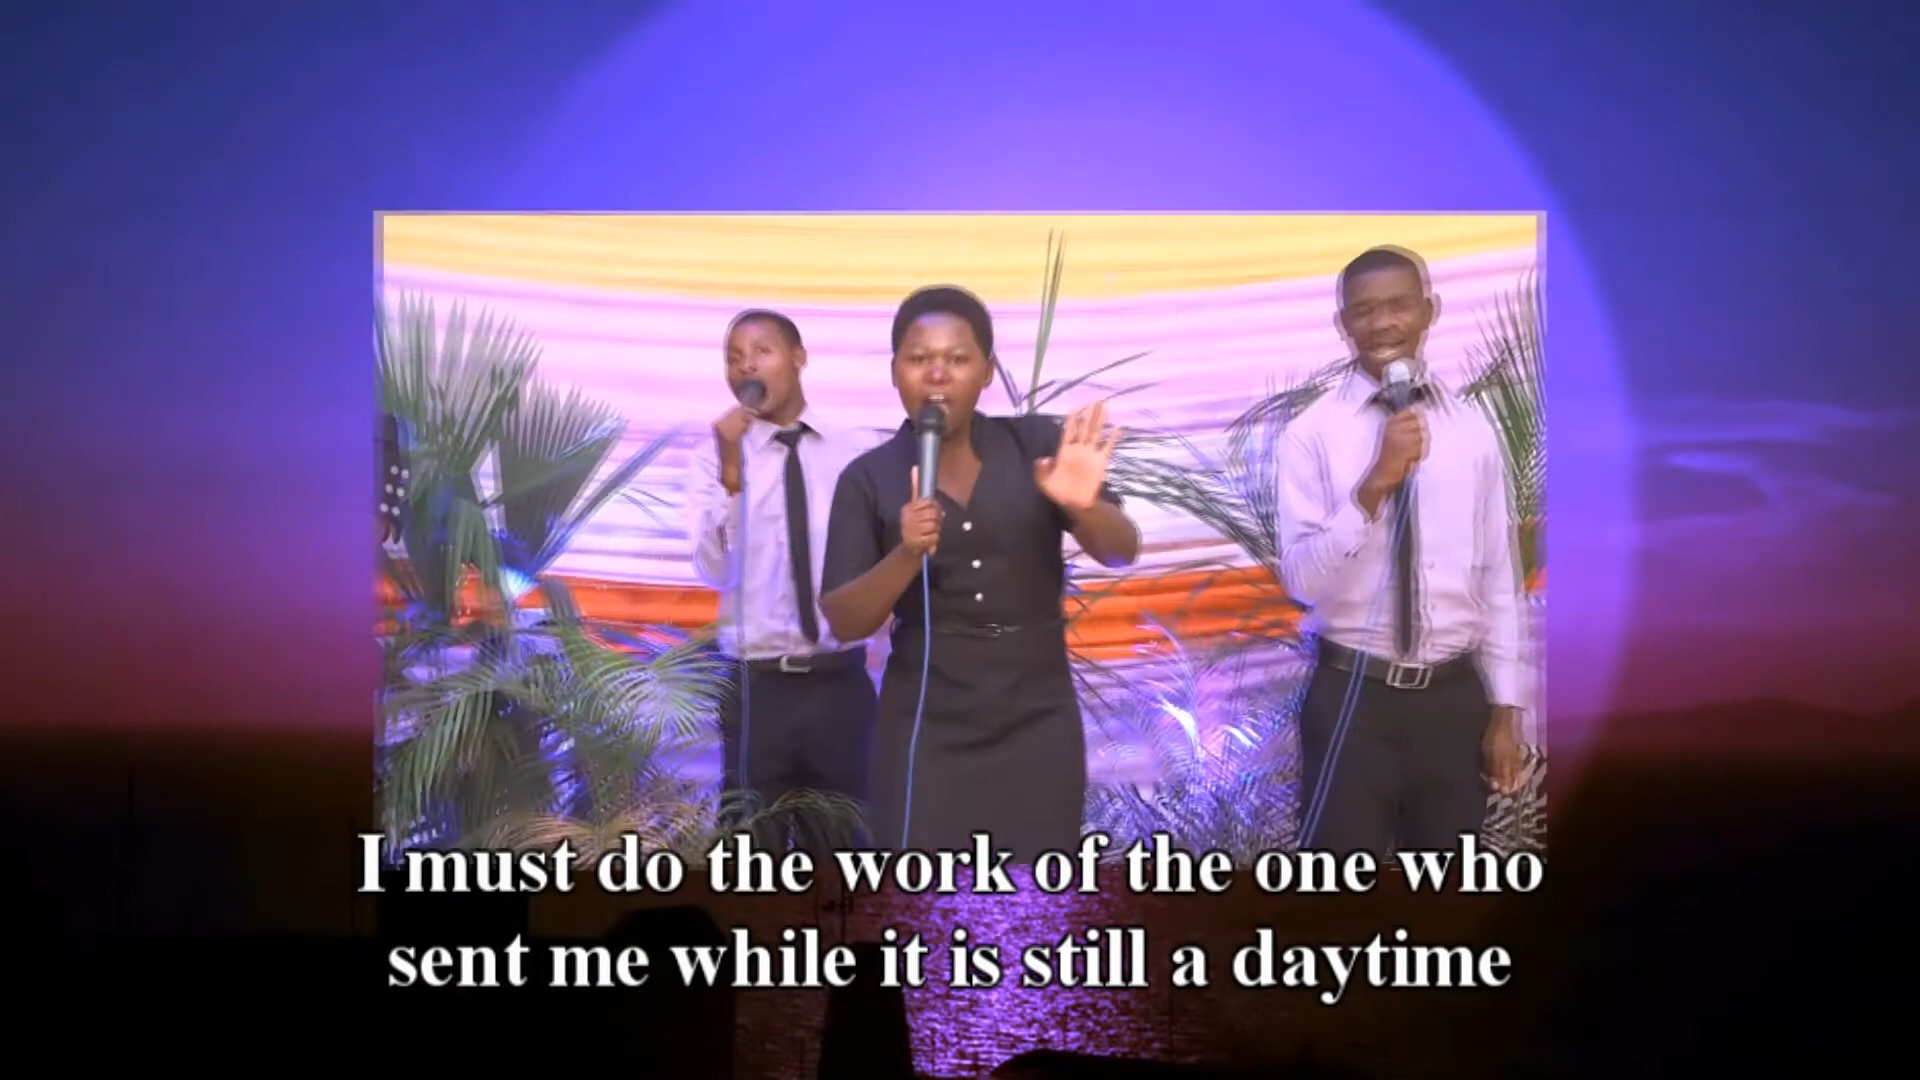 I must do the work of the one who
sent me while it is still a daytime